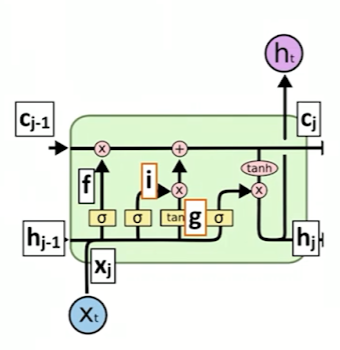 hₜ
cⱼ₋₁
cⱼ
x
+
tanh
f
i
x
x
σ
σ
tan
g
σ
hⱼ₋₁
hⱼ
xⱼ
Xₜ